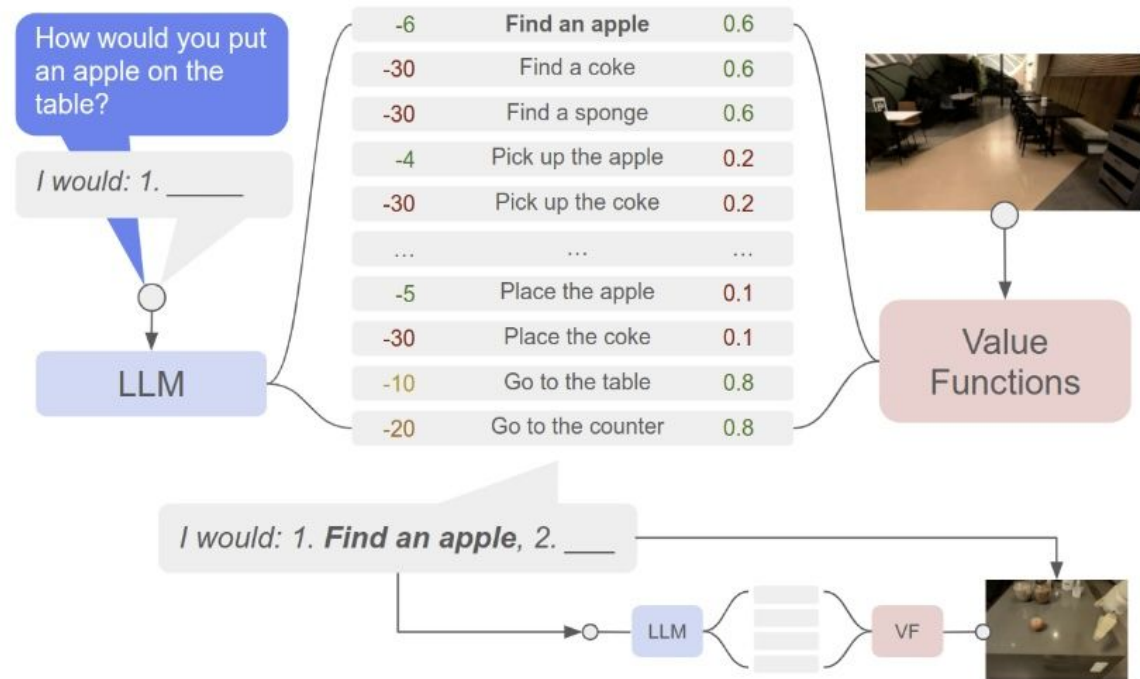 How would you put
an apple on the
table?
I would: 1. _____
LLM
-6 Find an apple 0.6
-30 Find a coke 0.6
-30 Find a sponge 0.6
-4 Pick up the apple 0.2
-30 Pick up the coke 0.2
... ... ...
-5 Place the apple 0.1
-30 Place the coke 0.1
-10 Go to the table 0.8
-20 Go to the counter 0.8
Value
Functions
I would: 1. Find an apple, 2. ___
LLM
VF